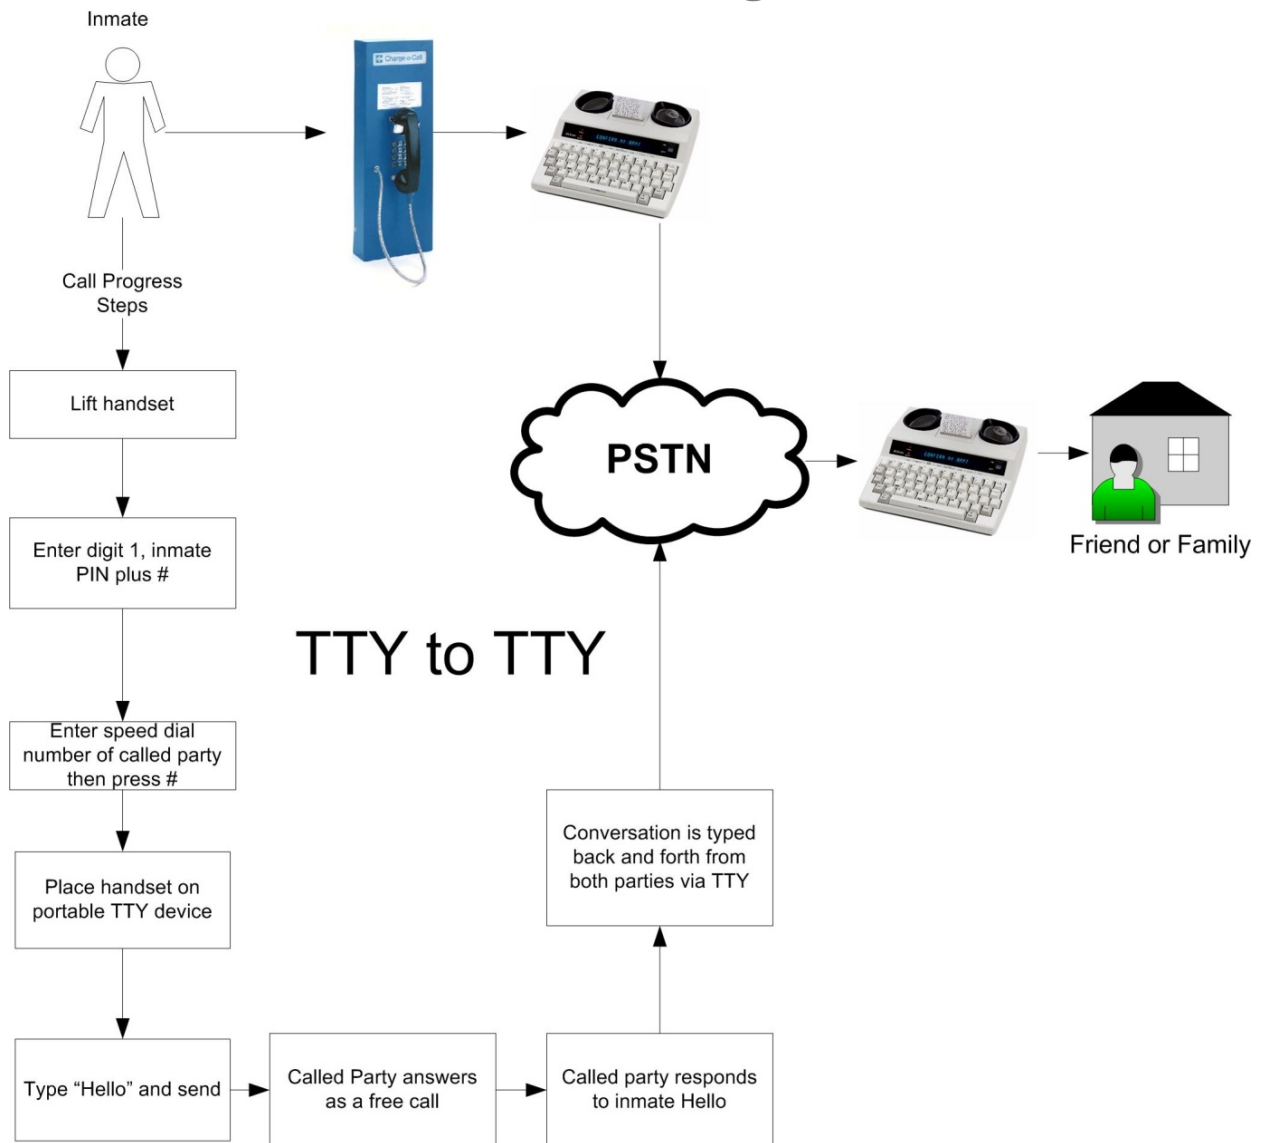 Inmate
Charge-a-Call
Call Progress
Steps
Lift handset
PSTN
Friend or Family
Enter digit 1, inmate
PIN plus #
TTY to TTY
Enter speed dial
number of called party
then press #
Place handset on
portable TTY device
Conversation is typed
back and forth from
both parties via TTY
Type “Hello” and send
Called Party answers
as a free call
Called party responds
to inmate Hello